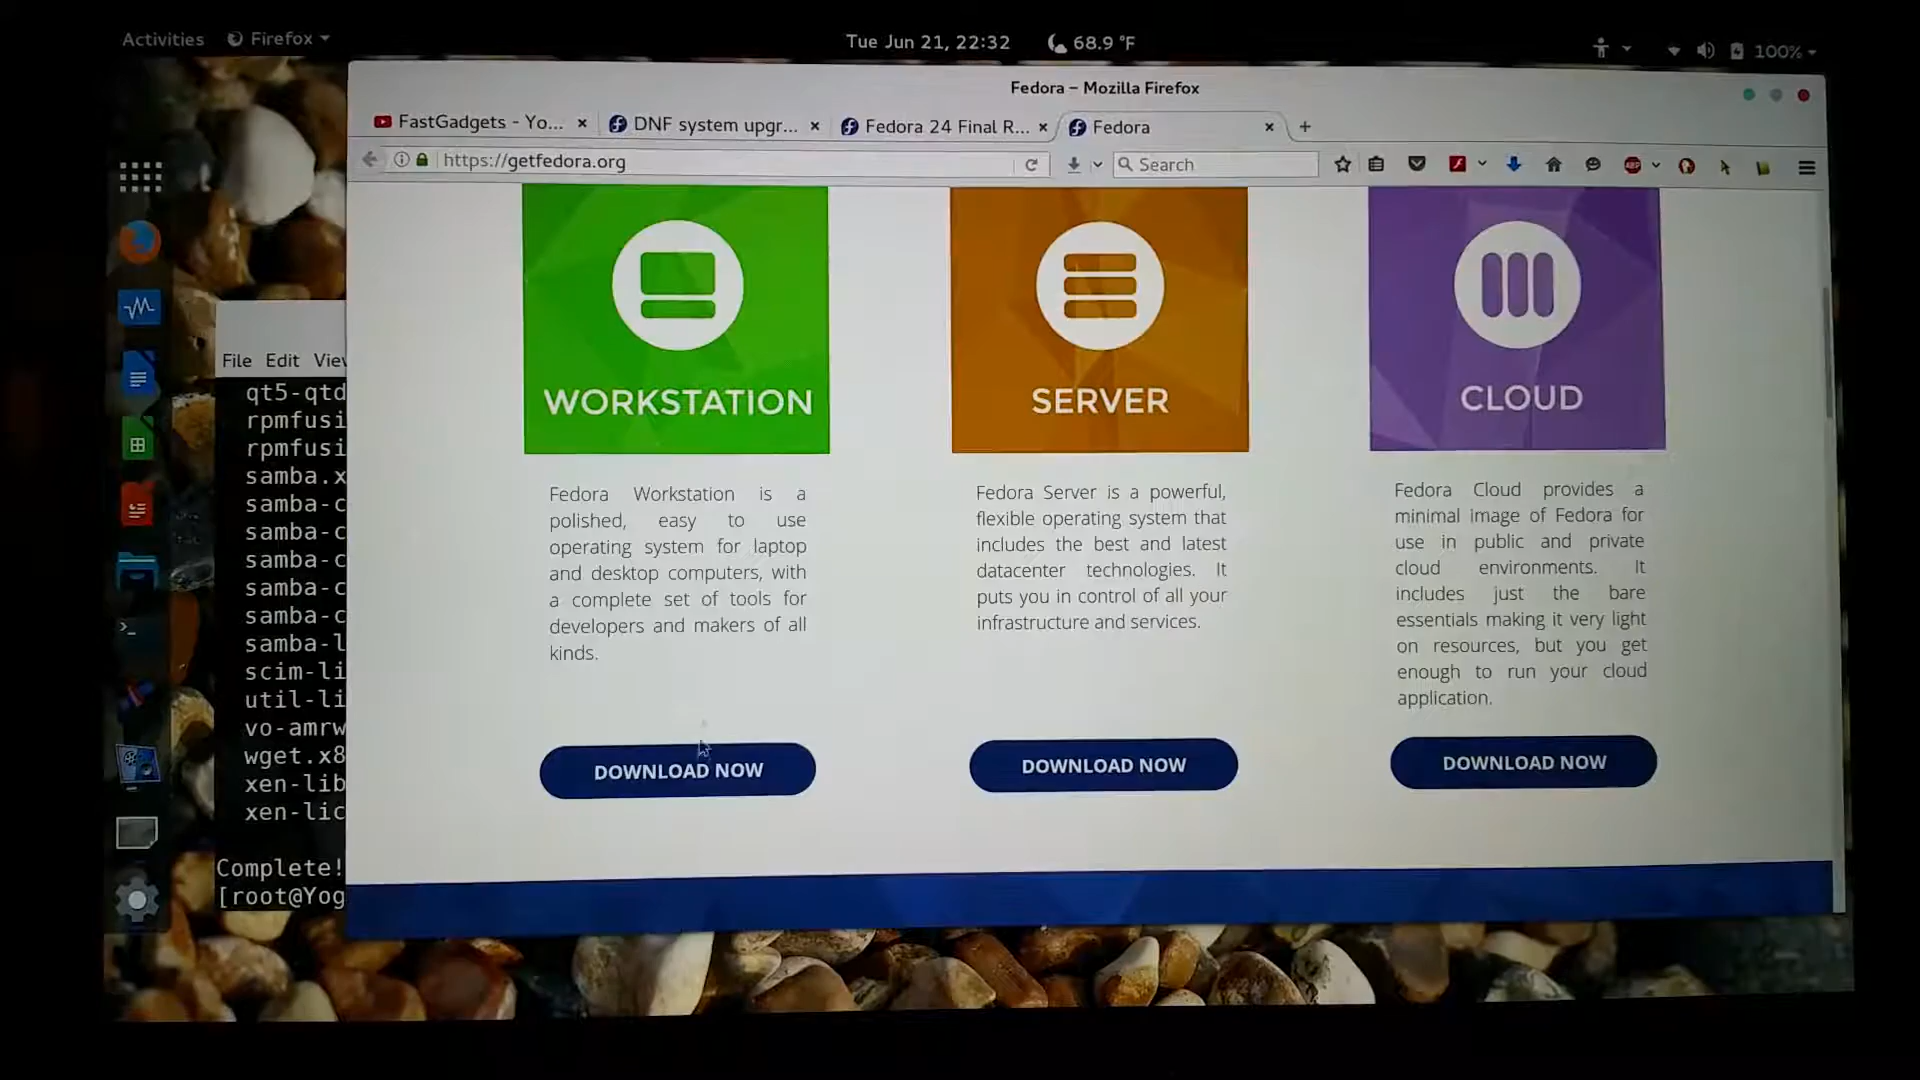 Activities Firefox
Tue Jun 21, 22:32 68.9 °F
100%
Fedora – Mozilla Firefox
FastGadgets - Yo...
DNF system upgr...
Fedora 24 Final R...
Fedora
https://getfedora.org
Search
File Edit View
qt5-qtd
rpmfusi
rpmfusi
samba.x
samba-c
samba-c
samba-c
samba-c
samba-c
samba-l
scim-li
util-li
vo-amrw
wget.x8
xen-lib
xen-lic
Complete!
[root@Yog
WORKSTATION
Fedora Workstation is a
polished, easy to use
operating system for laptop
and desktop computers, with
a complete set of tools for
developers and makers of all
kinds.
DOWNLOAD NOW
SERVER
Fedora Server is a powerful,
flexible operating system that
includes the best and latest
datacenter technologies. It
puts you in control of all your
infrastructure and services.
DOWNLOAD NOW
CLOUD
Fedora Cloud provides a
minimal image of Fedora for
use in public and private
cloud environments. It
includes just the bare
essentials making it very light
on resources, but you get
enough to run your cloud
application.
DOWNLOAD NOW